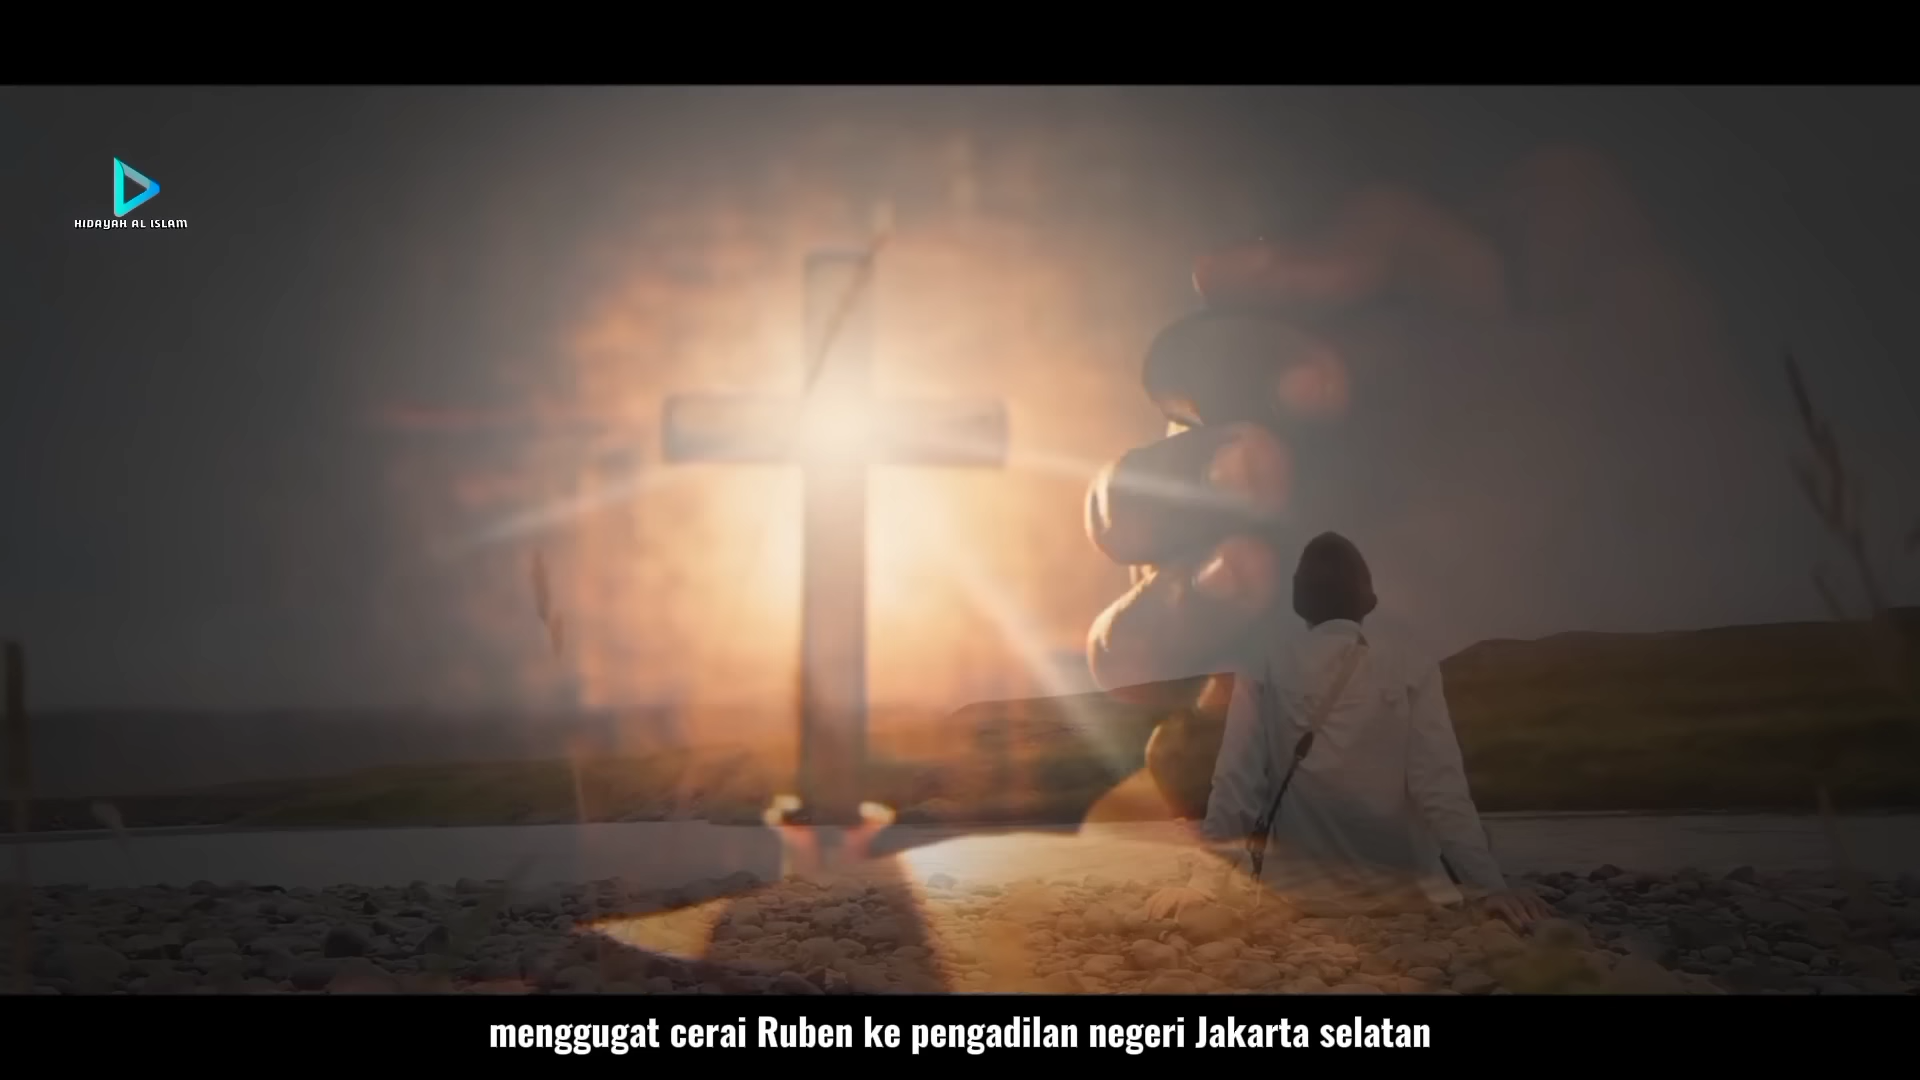 HIDAYAH AL ISLAM
menggugat cerai Ruben ke pengadilan negeri Jakarta selatan